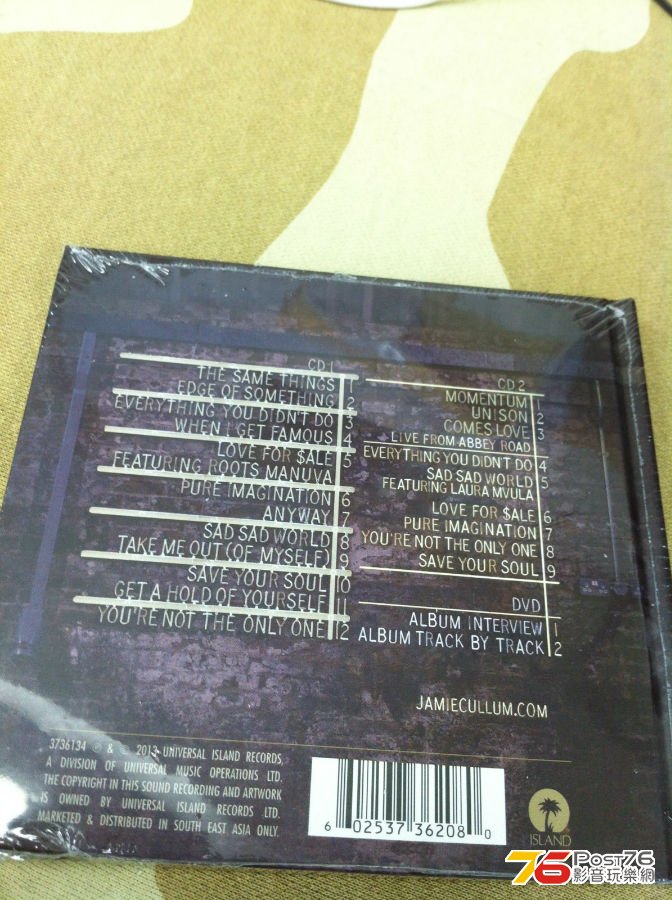 CD 1
THE SAME THINGS 1
EDGE OF SOMETHING 2
EVERYTHING YOU DIDN'T DO 3
WHEN I GET FAMOUS 4
LOVE FOR $ALE 5
FEATURING ROOTS MANUVA
PURE IMAGINATION 6
ANYWAY 7
SAD SAD WORLD 8
TAKE ME OUT (OF MYSELF) 9
SAVE YOUR SOUL 10
GET A HOLD OF YOURSELF 11
YOU'RE NOT THE ONLY ONE 12
CD 2
MOMENTUM 1
UNISON 2
COMES LOVE 3
LIVE FROM ABBEY ROAD
EVERYTHING YOU DIDN'T DO 4
SAD SAD WORLD 5
FEATURING LAURA MVULA
LOVE FOR $ALE 6
PURE IMAGINATION 7
YOU'RE NOT THE ONLY ONE 8
SAVE YOUR SOUL 9
DVD
ALBUM INTERVIEW 1
ALBUM TRACK BY TRACK 2
JAMIECULLUM.COM
3736134 ℗ & © 2013 UNIVERSAL ISLAND RECORDS,
A DIVISION OF UNIVERSAL MUSIC OPERATIONS LTD.
THE COPYRIGHT IN THIS SOUND RECORDING AND ARTWORK
IS OWNED BY UNIVERSAL ISLAND RECORDS LTD.
MARKETED & DISTRIBUTED IN SOUTH EAST ASIA ONLY.
6 02537 36208 0
ISLAND
76 Post76
影音玩樂網